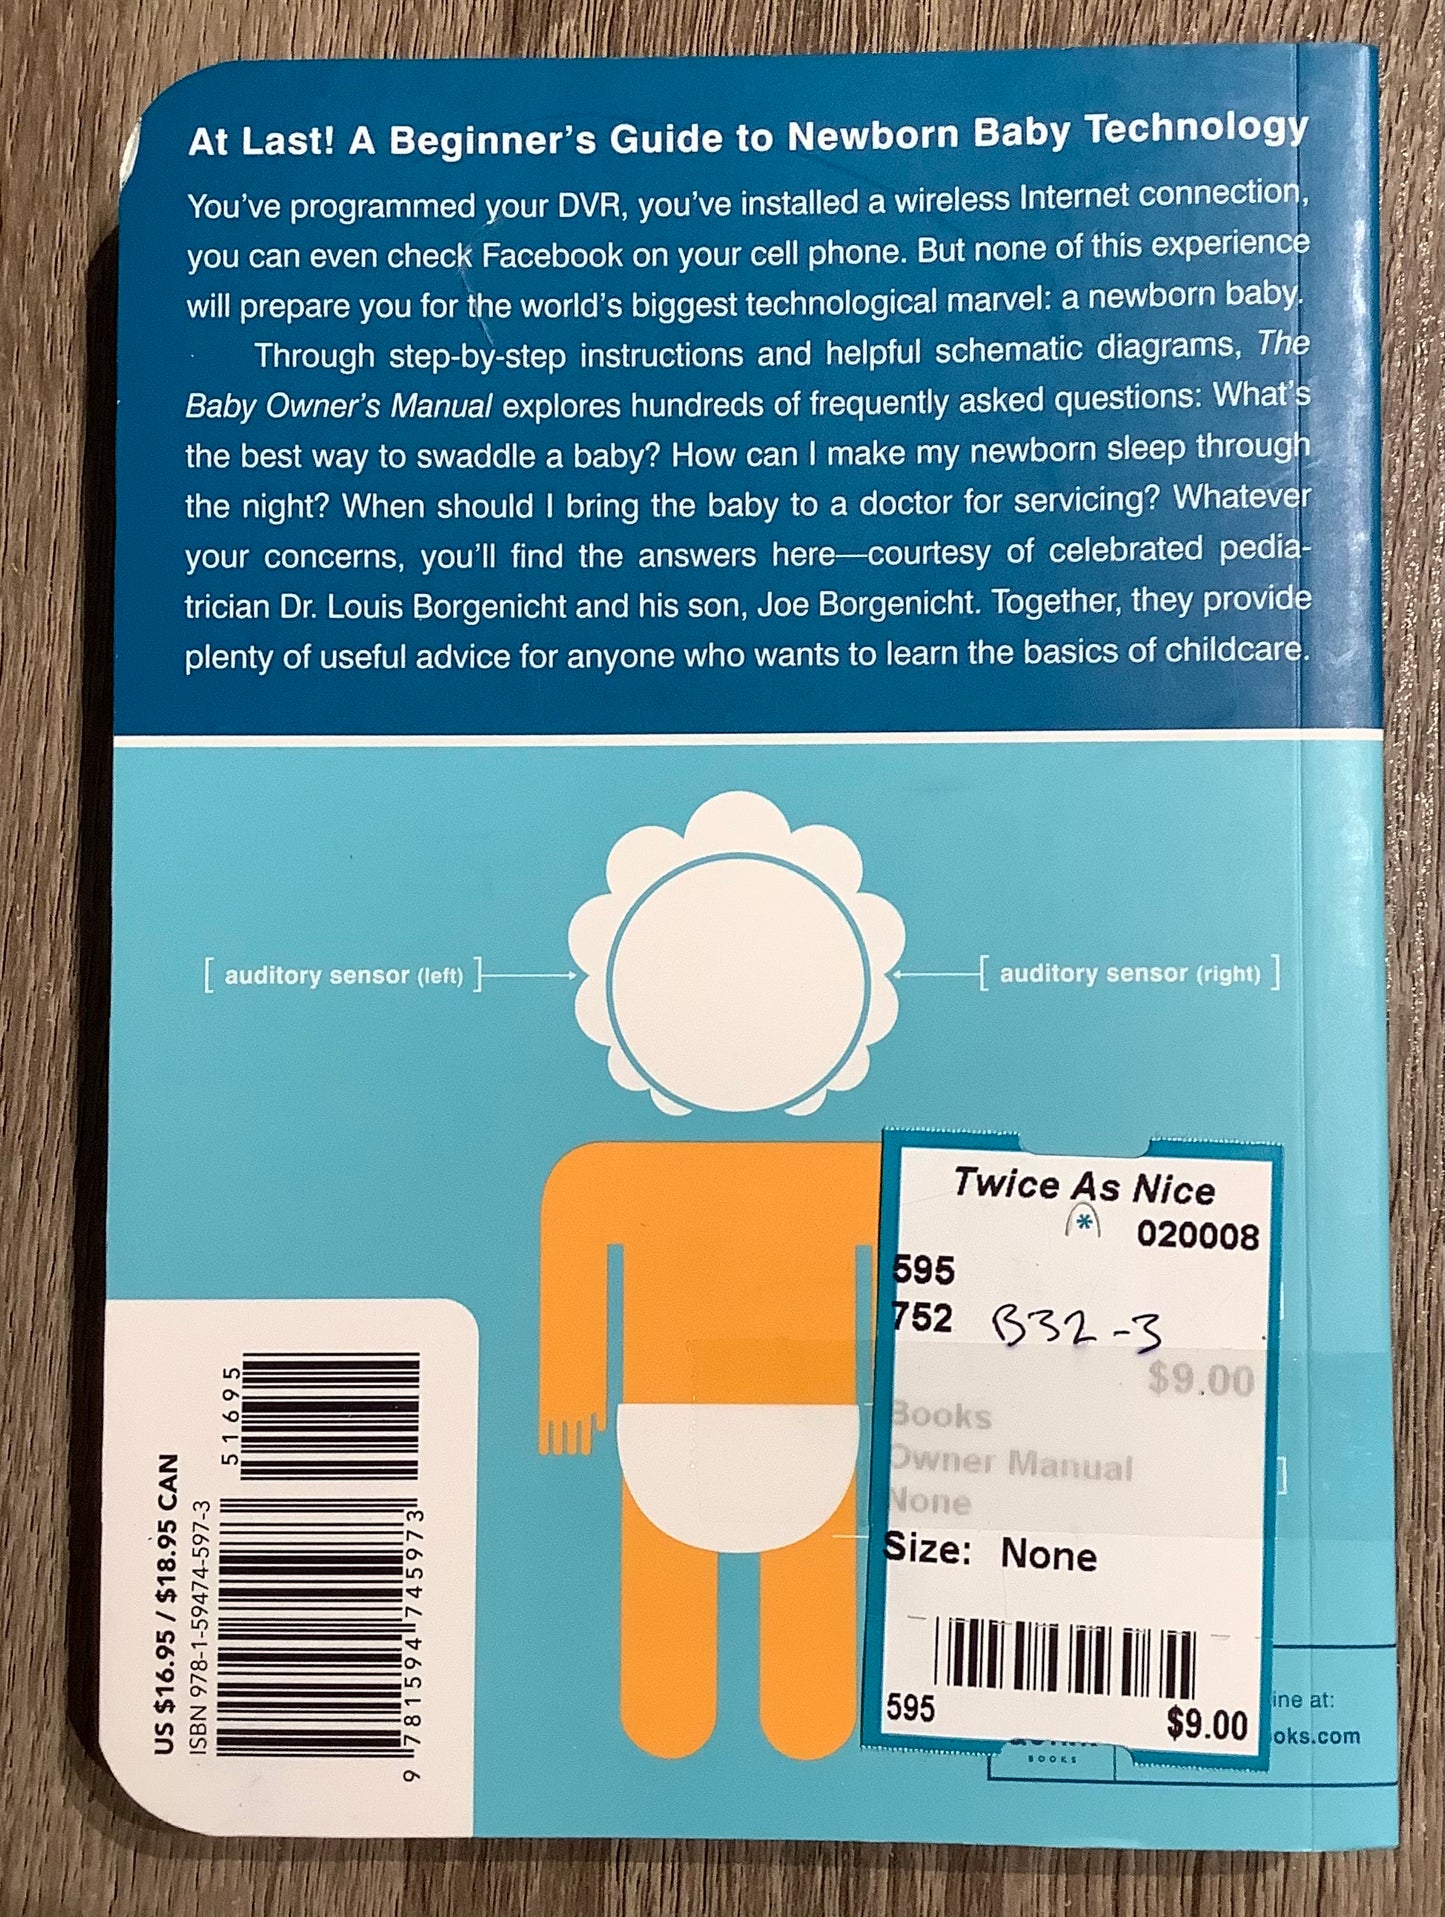 At Last! A Beginner’s Guide to Newborn Baby Technology
You’ve programmed your DVR, you’ve installed a wireless Internet connection,
you can even check Facebook on your cell phone. But none of this experience
will prepare you for the world’s biggest technological marvel: a newborn baby.
Through step-by-step instructions and helpful schematic diagrams, The
Baby Owner’s Manual explores hundreds of frequently asked questions: What’s
the best way to swaddle a baby? How can I make my newborn sleep through
the night? When should I bring the baby to a doctor for servicing? Whatever
your concerns, you’ll find the answers here—courtesy of celebrated pedia-
trician Dr. Louis Borgenicht and his son, Joe Borgenicht. Together, they provide
plenty of useful advice for anyone who wants to learn the basics of childcare.
[ auditory sensor (left) ]
[ auditory sensor (right) ]
Twice As Nice
* 020008
595
752 B32-3
$9.00
Books
Owner Manual
None
Size: None
595 $9.00
ine at:
oks.com
BOOKS
US $16.95 / $18.95 CAN
ISBN 978-1-59474-597-3
51695
9 781594 745973